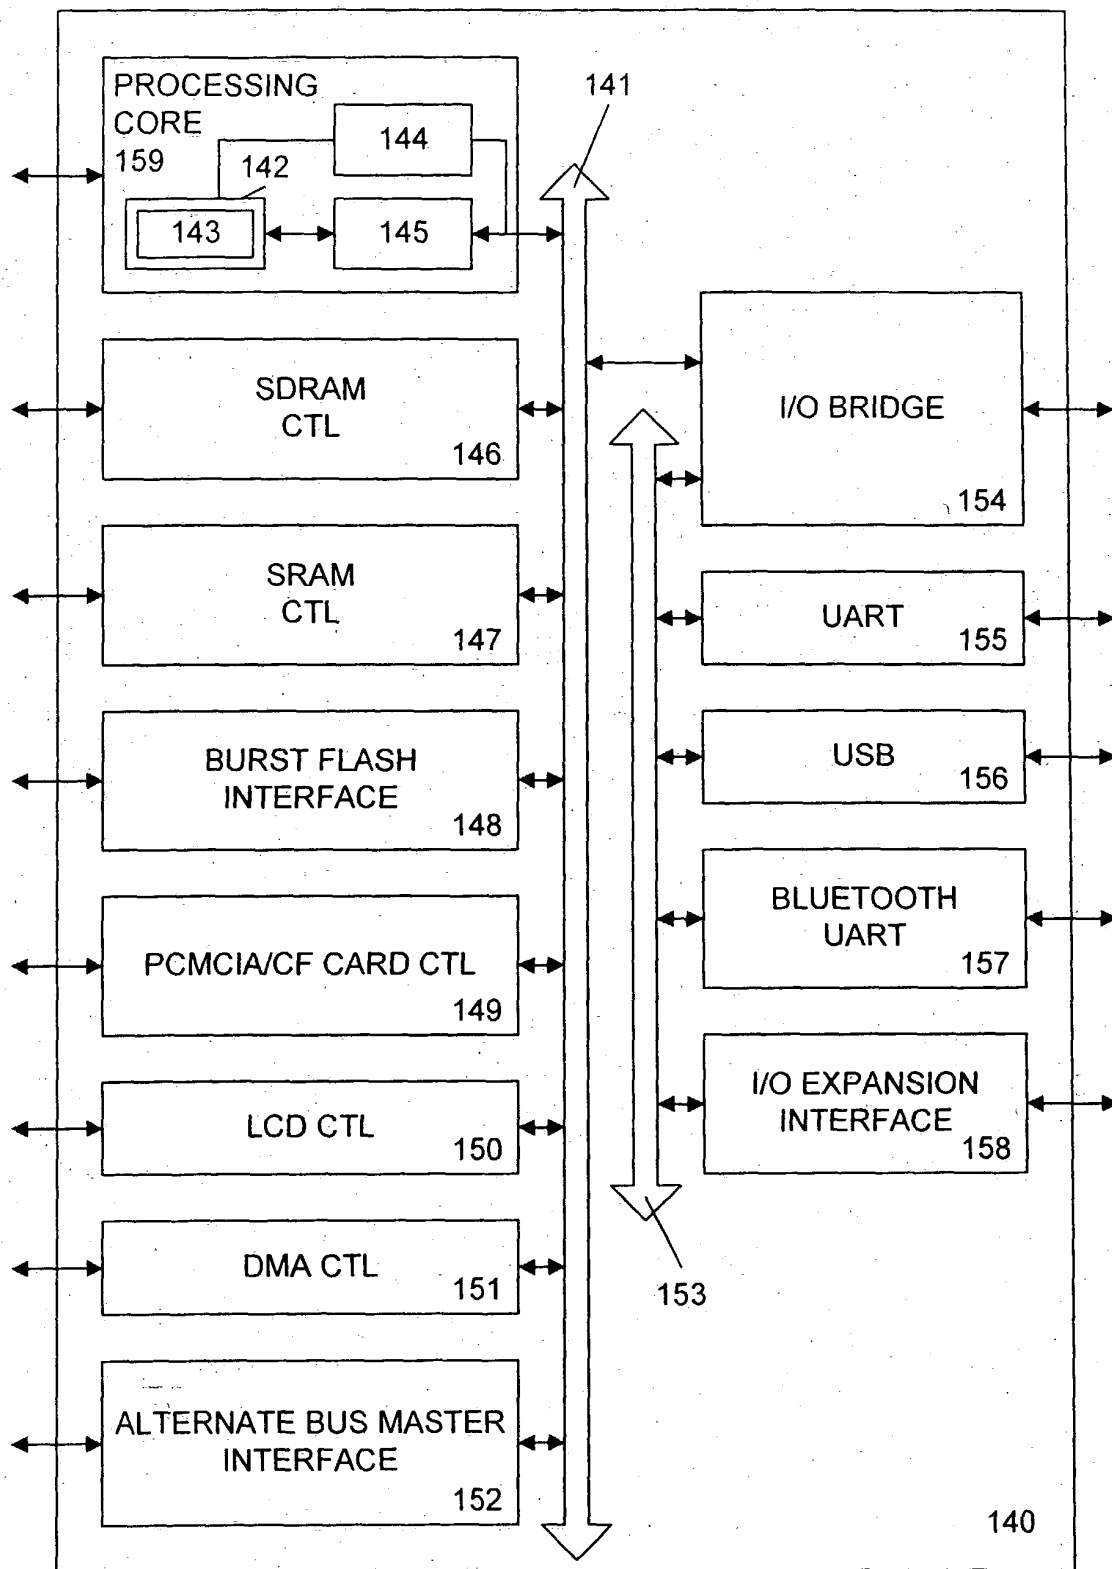 141
PROCESSING
CORE
159
144
142
143
145
SDRAM
CTL
146
SRAM
CTL
147
BURST FLASH
INTERFACE
148
PCMCIA/CF CARD CTL
149
LCD CTL
150
DMA CTL
151
ALTERNATE BUS MASTER
INTERFACE
152
I/O BRIDGE
154
UART
155
USB
156
BLUETOOTH
UART
157
I/O EXPANSION
INTERFACE
158
153
140